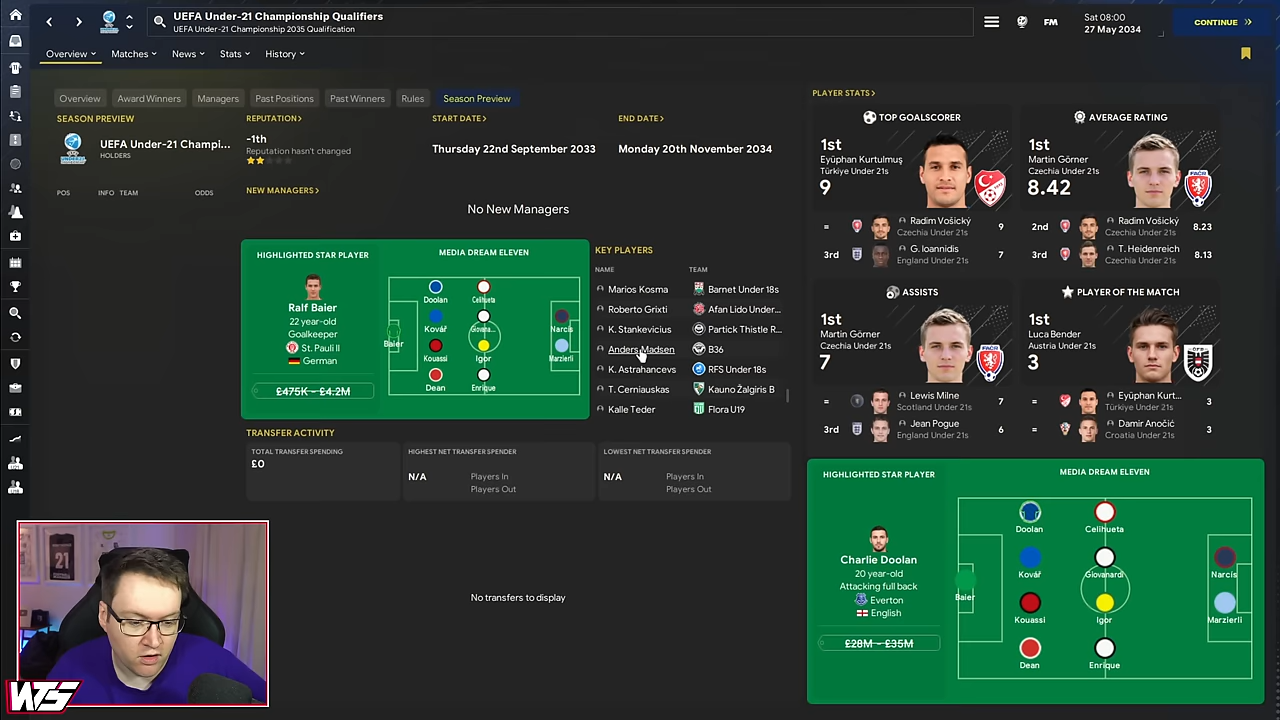 UEFA Under-21 Championship Qualifiers
UEFA Under-21 Championship 2035 Qualification
FM
Sat 08:00
27 May 2034
CONTINUE
Overview
Matches
News
Stats
History
Overview
Award Winners
Managers
Past Positions
Past Winners
Rules
Season Preview
SEASON PREVIEW
UEFA Under-21 Champi...
HOLDERS
POS INFO TEAM ODDS
REPUTATION
-1th
Reputation hasn't changed
START DATE
Thursday 22nd September 2033
END DATE
Monday 20th November 2034
NEW MANAGERS
No New Managers
HIGHLIGHTED STAR PLAYER
Ralf Baier
22 year-old
Goalkeeper
St. Pauli II
German
£475K - £4.2M
MEDIA DREAM ELEVEN
Doolan
Celihueta
Kovář
Giovana...
Narcis
Baier
Kouassi
Igor
Marzierli
Dean
Enrique
KEY PLAYERS
NAME TEAM
Marios Kosma Barnet Under 18s
Roberto Grixti Afan Lido Under...
K. Stankevicius Partick Thistle R...
Anders Madsen B36
K. Astrahancevs RFS Under 18s
T. Cerniauskas Kauno Žalgiris B
Kalle Teder Flora U19
TRANSFER ACTIVITY
TOTAL TRANSFER SPENDING
£0
HIGHEST NET TRANSFER SPENDER
N/A
Players In
Players Out
LOWEST NET TRANSFER SPENDER
N/A
Players In
Players Out
No transfers to display
PLAYER STATS
TOP GOALSCORER
1st
Eyüphan Kurtulmuş
Türkiye Under 21s
9
= Radim Vošický 9
Czechia Under 21s
3rd G. Ioannidis 7
England Under 21s
AVERAGE RATING
1st
Martin Görner
Czechia Under 21s
8.42
2nd Radim Vošický 8.23
Czechia Under 21s
3rd T. Heidenreich 8.13
Czechia Under 21s
ASSISTS
1st
Martin Görner
Czechia Under 21s
7
= Lewis Milne 7
Scotland Under 21s
3rd Jean Pogue 6
England Under 21s
PLAYER OF THE MATCH
1st
Luca Bender
Austria Under 21s
3
= Eyüphan Kurt... 3
Türkiye Under 21s
= Damir Anočić 3
Croatia Under 21s
HIGHLIGHTED STAR PLAYER
Charlie Doolan
20 year-old
Attacking full back
Everton
English
£28M - £35M
MEDIA DREAM ELEVEN
Doolan
Celihueta
Kovář
Giovanardi
Narcis
Baier
Kouassi
Igor
Marzierli
Dean
Enrique
21
WTS